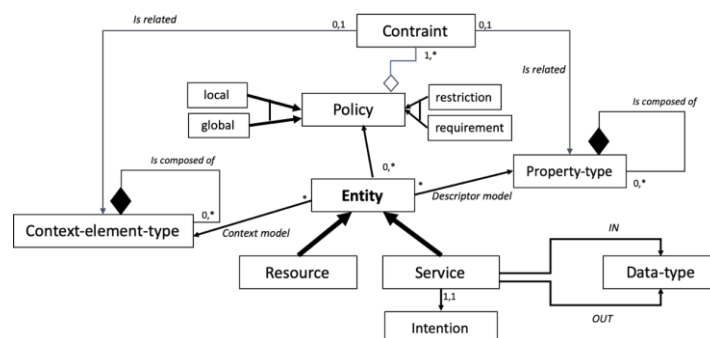 Is related
0,1
Contraint
0,1
1,*
Is related
local
global
Policy
restriction
requirement
Is composed of
Property-type
0,*
Is composed of
0,*
0,*
*
Entity
*
Descriptor model
Context-element-type
Context model
Resource
Service
IN
Data-type
OUT
1,1
Intention